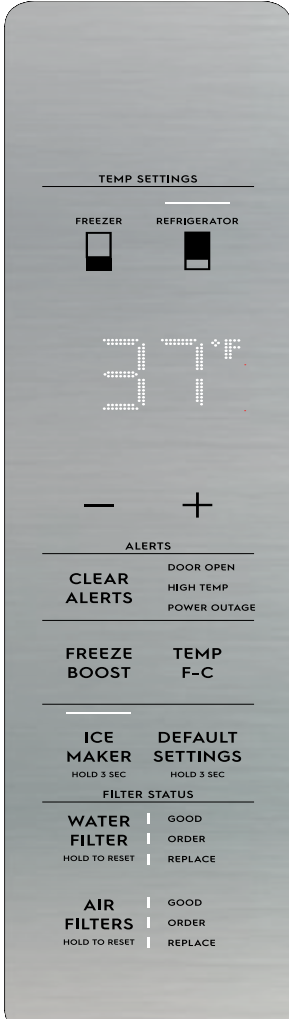 TEMP SETTINGS
FREEZER REFRIGERATOR
37°F
− +
ALERTS
CLEAR ALERTS
DOOR OPEN
HIGH TEMP
POWER OUTAGE
FREEZE BOOST
TEMP F-C
ICE MAKER
HOLD 3 SEC
DEFAULT SETTINGS
HOLD 3 SEC
FILTER STATUS
WATER FILTER
HOLD TO RESET
GOOD
ORDER
REPLACE
AIR FILTERS
HOLD TO RESET
GOOD
ORDER
REPLACE